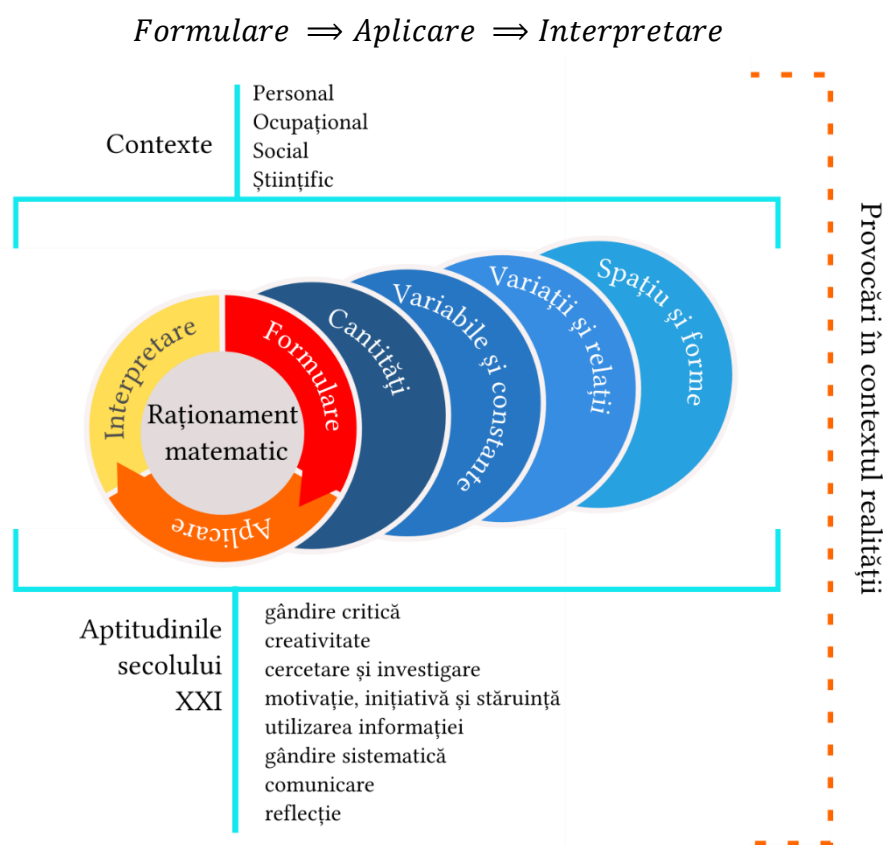 Formulare ⟹ Aplicare ⟹ Interpretare
Contexte
Personal
Ocupațional
Social
Științific
Interpretare
Formulare
Aplicare
Raționament
matematic
Cantități
Variabile și constante
Variații și relații
Spațiu și forme
Provocări în contextul realității
Aptitudinile
secolului
XXI
gândire critică
creativitate
cercetare și investigare
motivație, inițiativă și stăruință
utilizarea informației
gândire sistematică
comunicare
reflecție